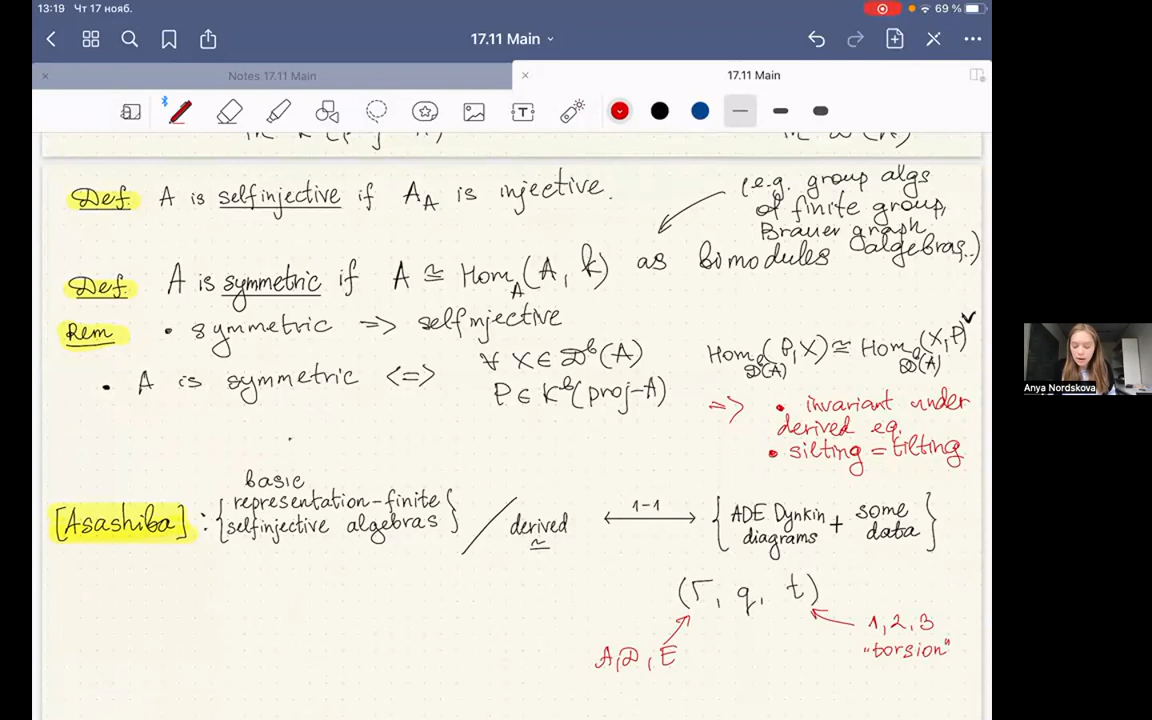 13:19 Чт 17 нояб.
69 %
17.11 Main
Notes 17.11 Main
17.11 Main
Def. A is selfinjective if A_A is injective.
(e.g. group algs
of finite group,
Brauer graph
algebras..)
Def. A is symmetric if A ≅ Hom_A(A, k) as bimodules
Rem • symmetric => selfinjective
• A is symmetric <=> ∀ X ∈ D^b(A)
P ∈ K^b(proj-A)
Hom_D(A)(P,X) ≅ Hom_D(A)(X,P)^v
=> • invariant under
derived eq.
• silting = tilting
[Asashiba] : { basic
representation-finite
selfinjective algebras } / derived ≃
1-1
{ ADE Dynkin diagrams + some data }
(Γ, q, t)
A, D, E
1, 2, 3
"torsion"
Anya Nordskova